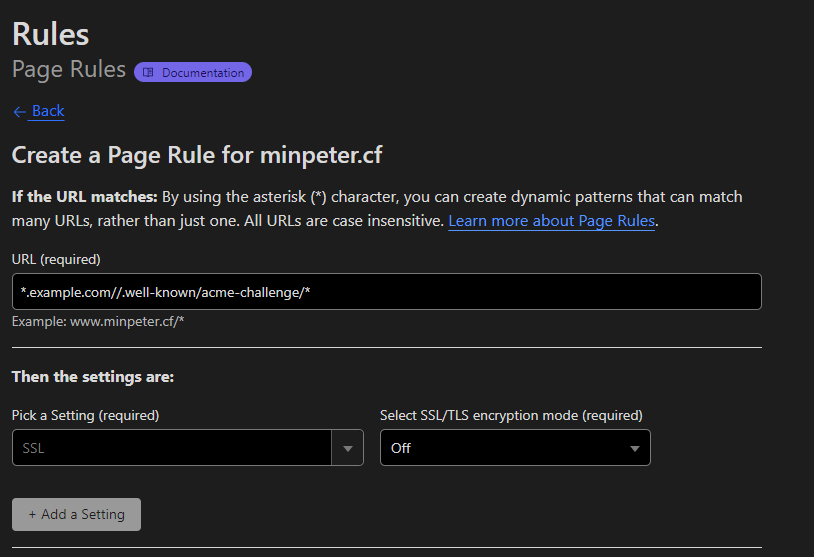 Rules
Page Rules Documentation
← Back
Create a Page Rule for minpeter.cf
If the URL matches: By using the asterisk (*) character, you can create dynamic patterns that can match
many URLs, rather than just one. All URLs are case insensitive. Learn more about Page Rules.
URL (required)
*.example.com//.well-known/acme-challenge/*
Example: www.minpeter.cf/*
Then the settings are:
Pick a Setting (required) Select SSL/TLS encryption mode (required)
SSL Off
+ Add a Setting